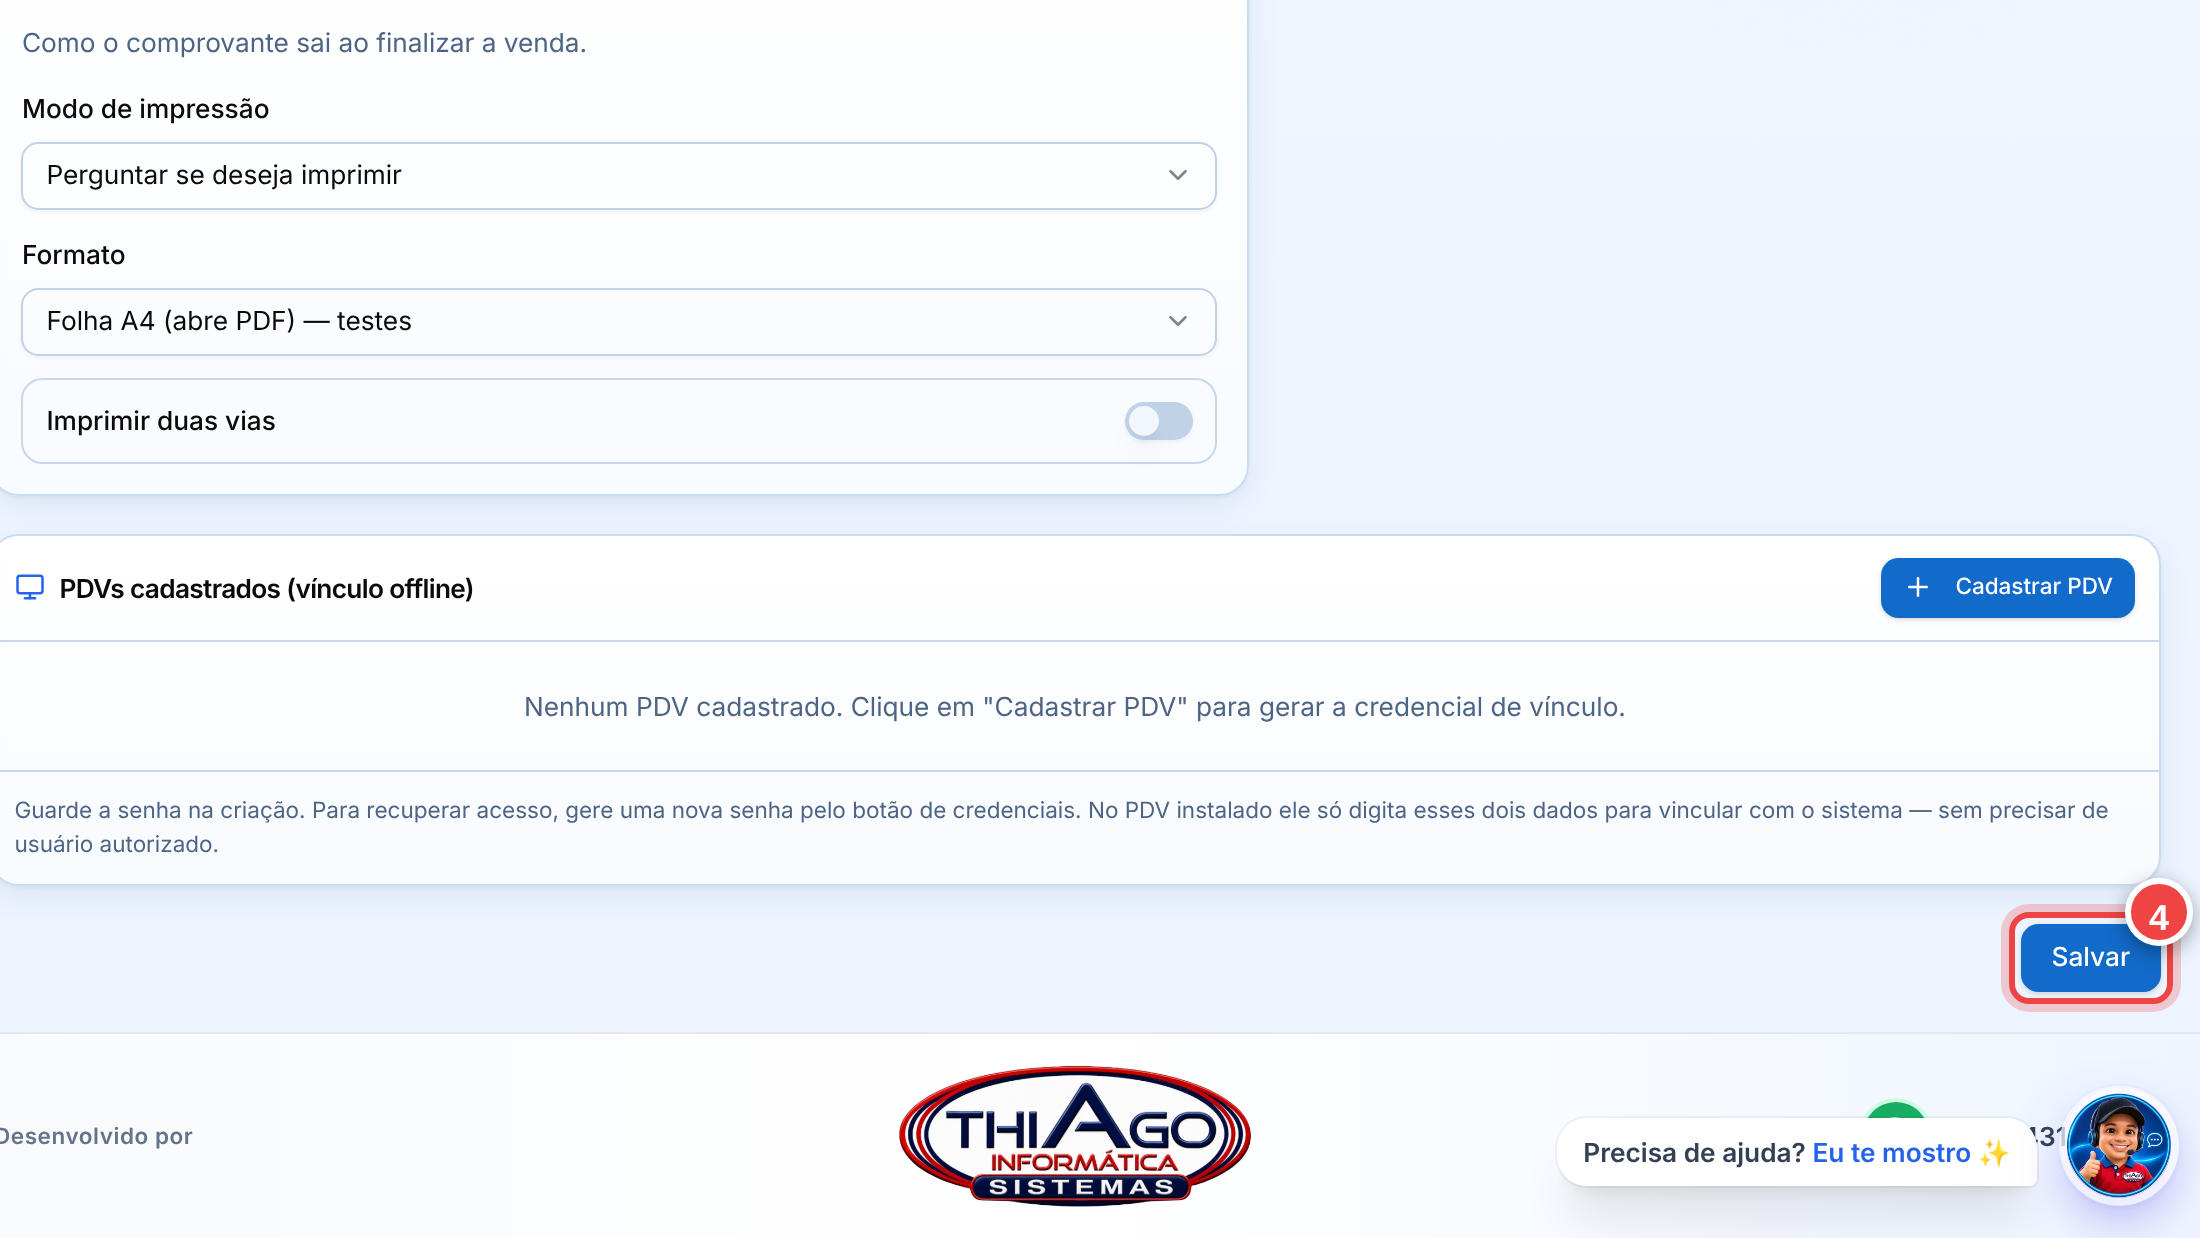 Como o comprovante sai ao finalizar a venda.
Modo de impressão
Perguntar se deseja imprimir
Formato
Folha A4 (abre PDF) — testes
Imprimir duas vias
PDVs cadastrados (vínculo offline)
Cadastrar PDV
Nenhum PDV cadastrado. Clique em "Cadastrar PDV" para gerar a credencial de vínculo.
Guarde a senha na criação. Para recuperar acesso, gere uma nova senha pelo botão de credenciais. No PDV instalado ele só digita esses dois dados para vincular com o sistema — sem precisar de
usuário autorizado.
4
Salvar
Desenvolvido por
THIAGO
INFORMÁTICA
SISTEMAS
Precisa de ajuda? Eu te mostro ✨